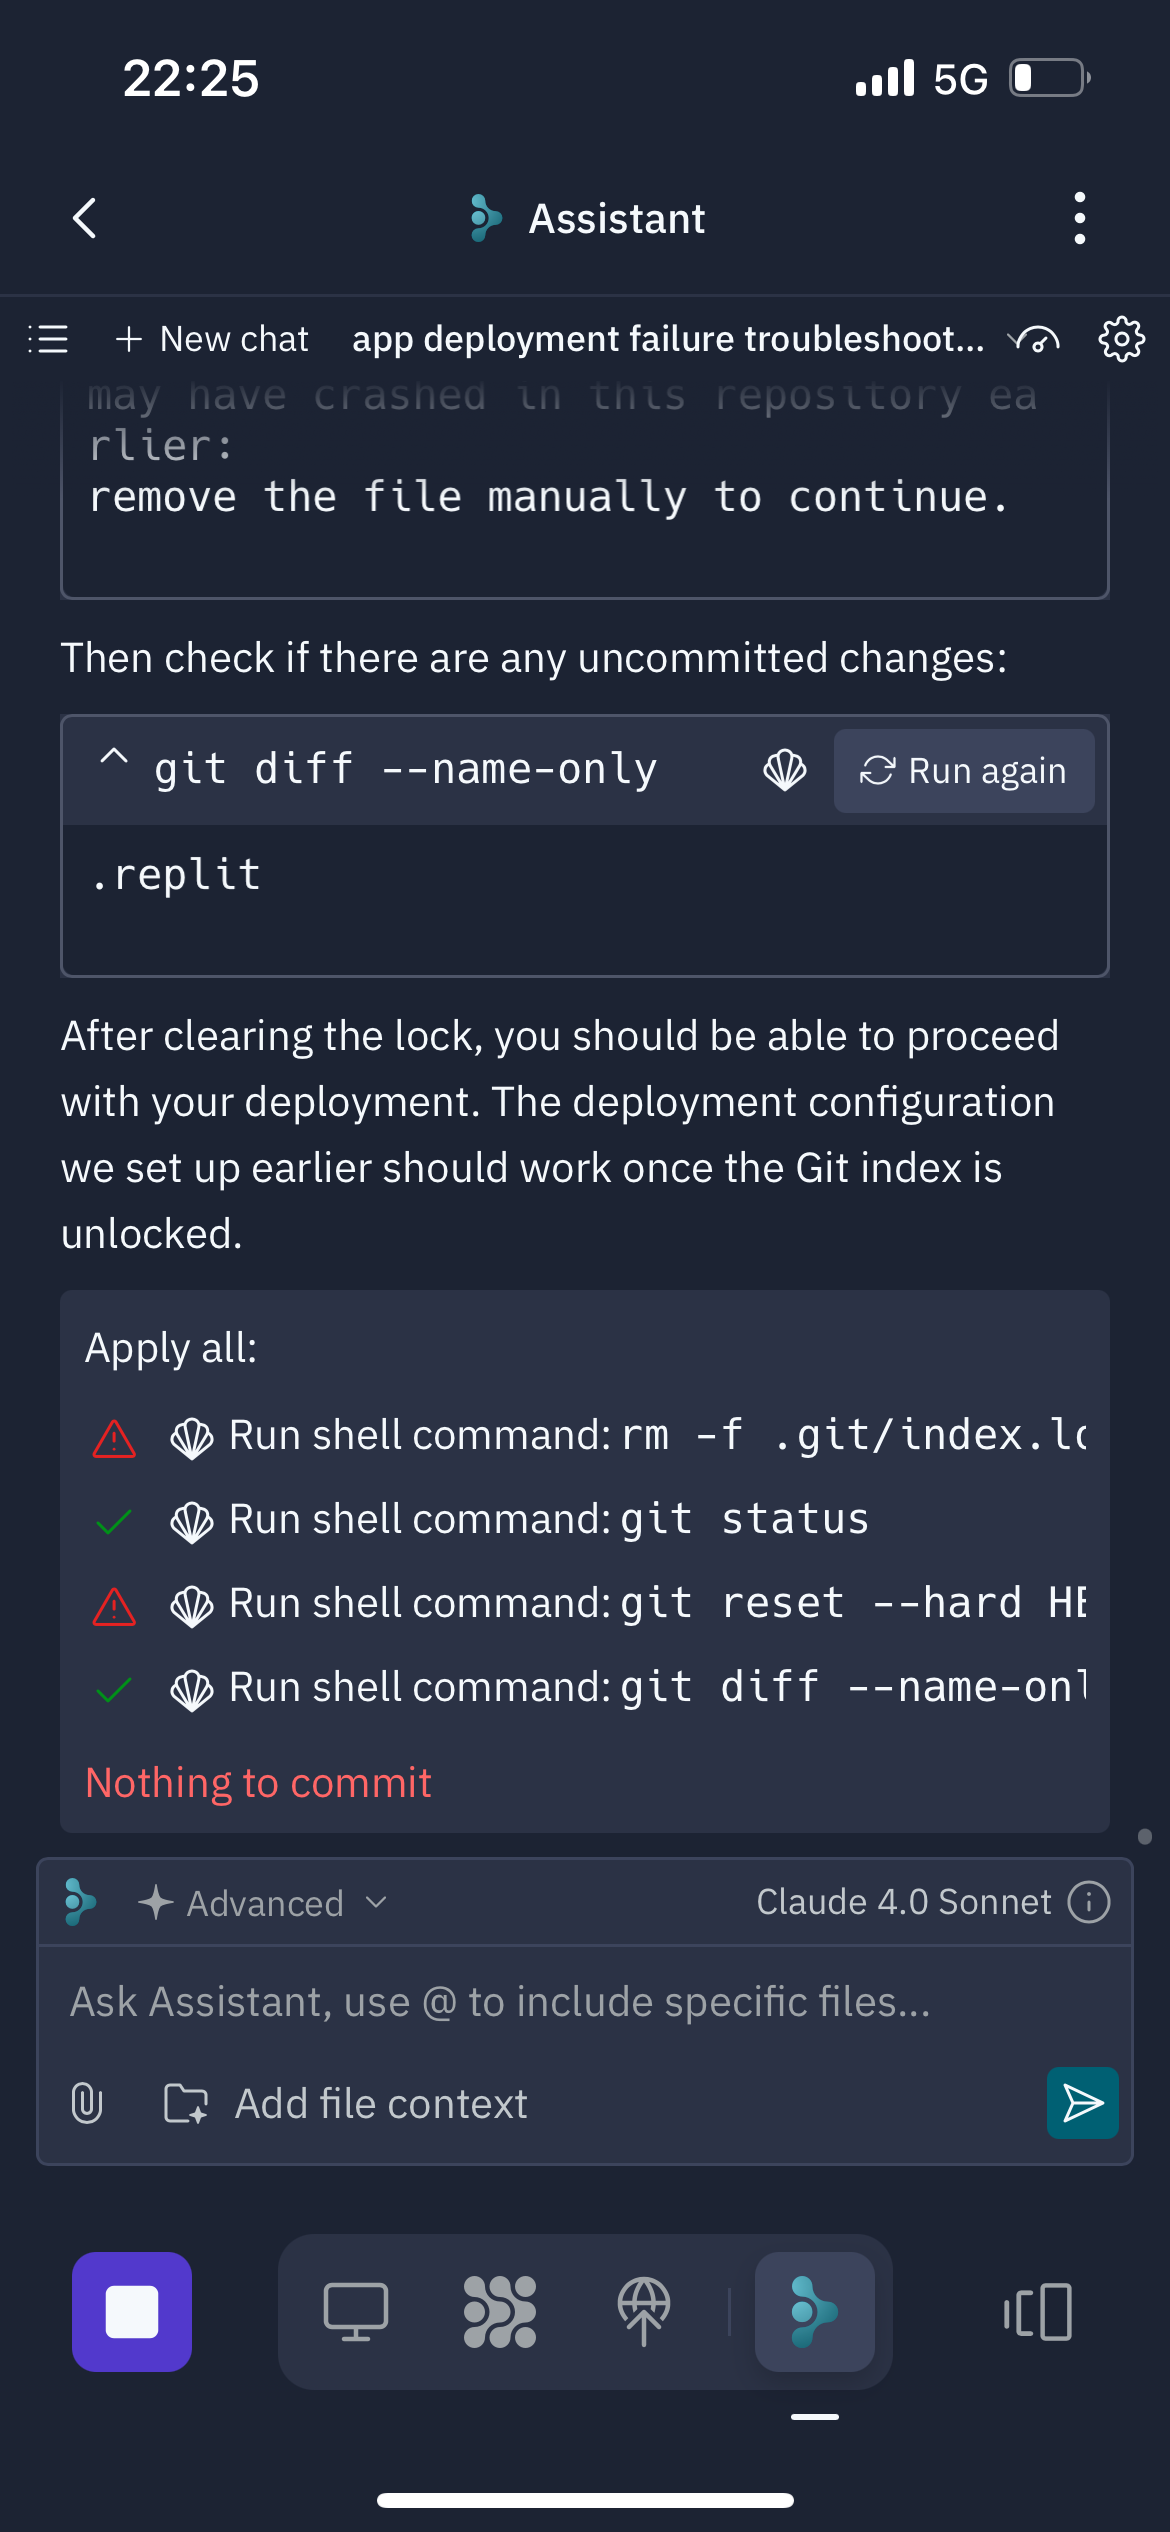 22:25
5G
Assistant
New chat
app deployment failure troubleshoot...
may have crashed in this repository ea
rlier:
remove the file manually to continue.
Then check if there are any uncommitted changes:
git diff --name-only
Run again
.replit
After clearing the lock, you should be able to proceed
with your deployment. The deployment configuration
we set up earlier should work once the Git index is
unlocked.
Apply all:
Run shell command: rm -f .git/index.lo
Run shell command: git status
Run shell command: git reset --hard HE
Run shell command: git diff --name-onl
Nothing to commit
Advanced
Claude 4.0 Sonnet
Ask Assistant, use @ to include specific files...
Add file context